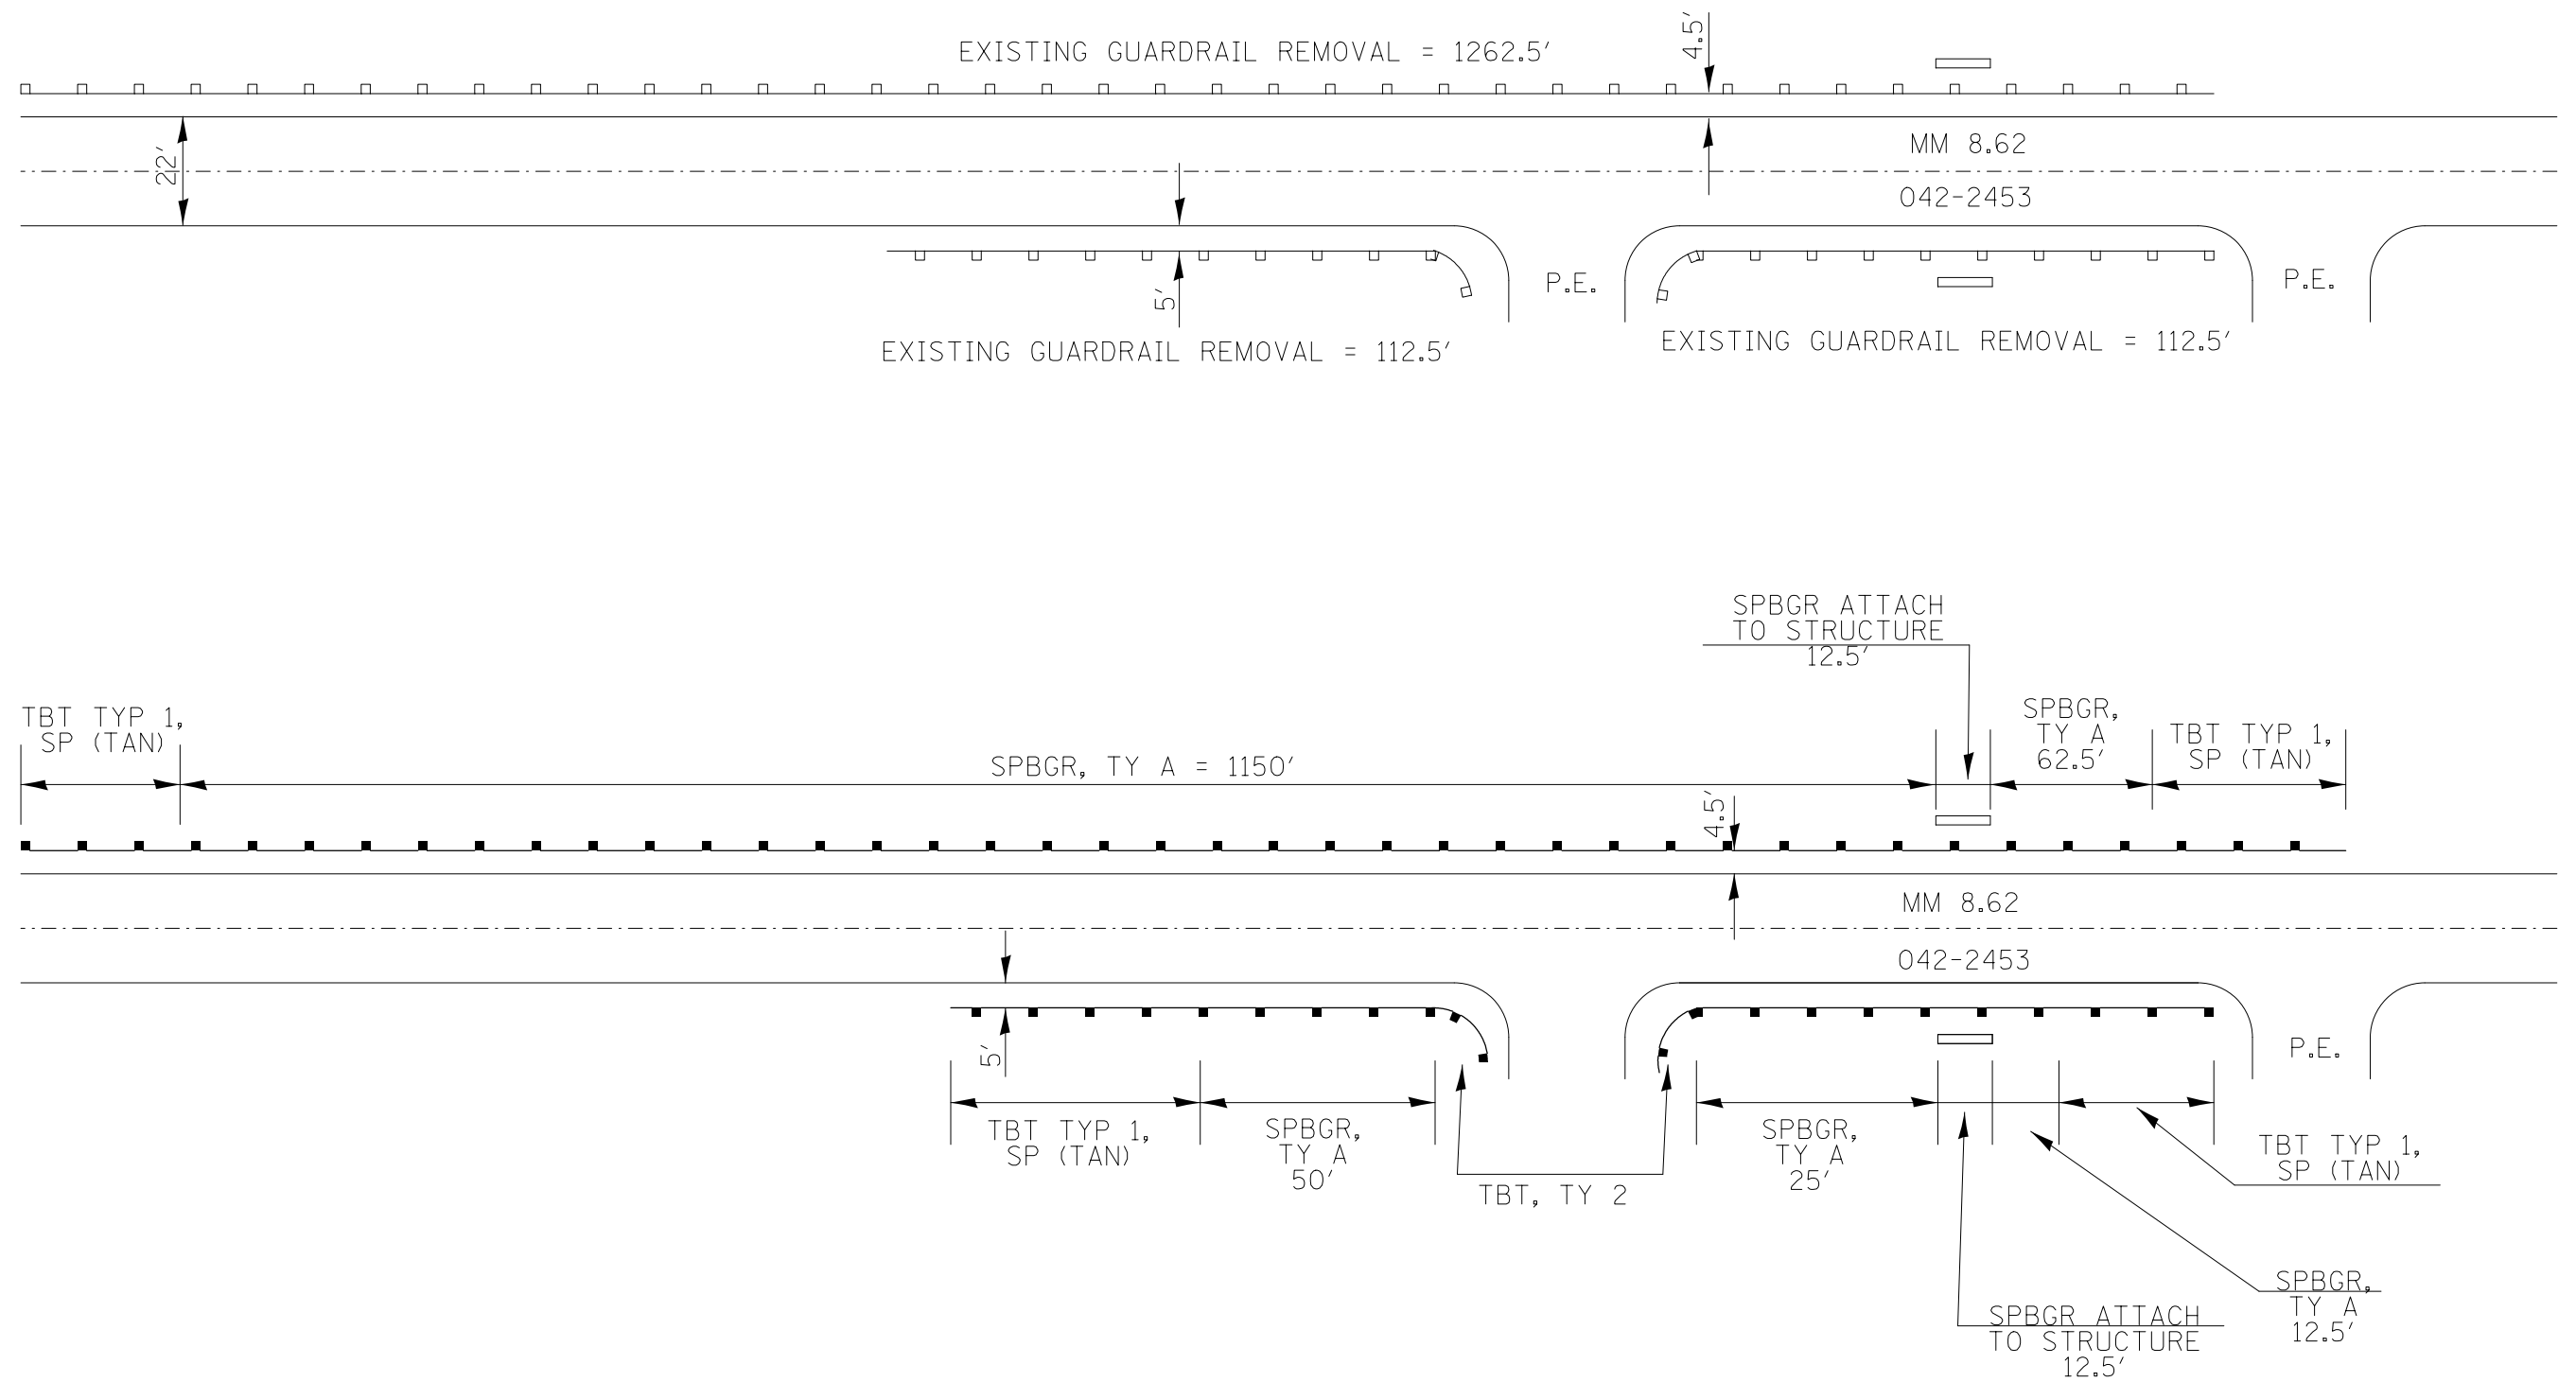 EXISTING GUARDRAIL REMOVAL = 1262.5'
4.5'
22'
MM 8.62
042-2453
5'
P.E.
P.E.
EXISTING GUARDRAIL REMOVAL = 112.5'
EXISTING GUARDRAIL REMOVAL = 112.5'
SPBGR ATTACH
TO STRUCTURE
12.5'
TBT TYP 1,
SP (TAN)
SPBGR, TY A = 1150'
SPBGR,
TY A
62.5'
TBT TYP 1,
SP (TAN)
4.5'
MM 8.62
042-2453
5'
P.E.
TBT TYP 1,
SP (TAN)
SPBGR,
TY A
50'
TBT, TY 2
SPBGR,
TY A
25'
TBT TYP 1,
SP (TAN)
SPBGR,
TY A
12.5'
SPBGR ATTACH
TO STRUCTURE
12.5'